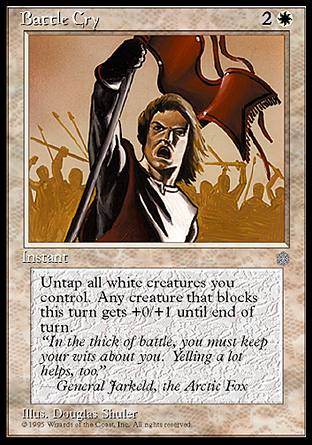 Battle Cry 2
Instant
Untap all white creatures you
control. Any creature that blocks
this turn gets +0/+1 until end of
turn.
"In the thick of battle, you must keep
your wits about you. Yelling a lot
helps, too."
—General Jarkeld, the Arctic Fox
Illus. Douglas Shuler
©1995 Wizards of the Coast, Inc. All rights reserved.